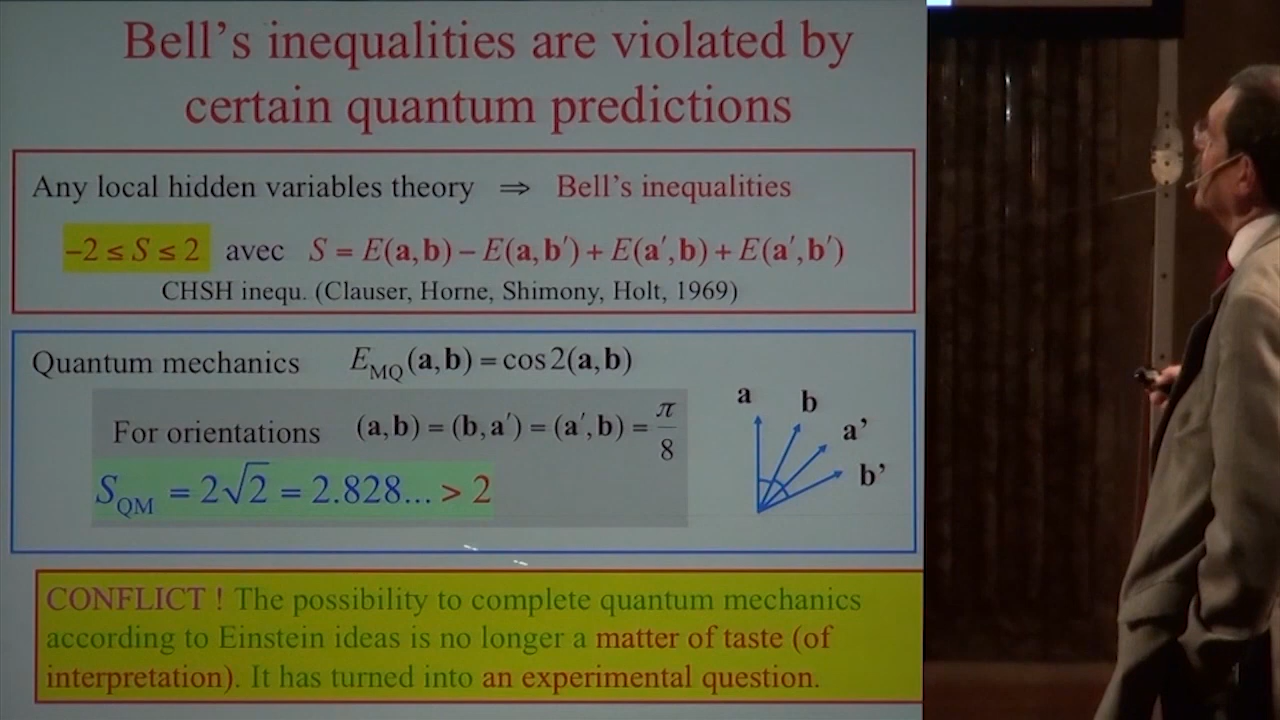 Bell’s inequalities are violated by
certain quantum predictions
Any local hidden variables theory ⇒ Bell’s inequalities
−2 ≤ S ≤ 2 avec S = E(a,b) − E(a,b′) + E(a′,b) + E(a′,b′)
CHSH inequ. (Clauser, Horne, Shimony, Holt, 1969)
Quantum mechanics E_MQ(a,b) = cos2(a,b)
For orientations (a,b) = (b,a′) = (a′,b) = π/8
S_QM = 2√2 = 2.828... > 2
a
b
a’
b’
CONFLICT ! The possibility to complete quantum mechanics
according to Einstein ideas is no longer a matter of taste (of
interpretation). It has turned into an experimental question.